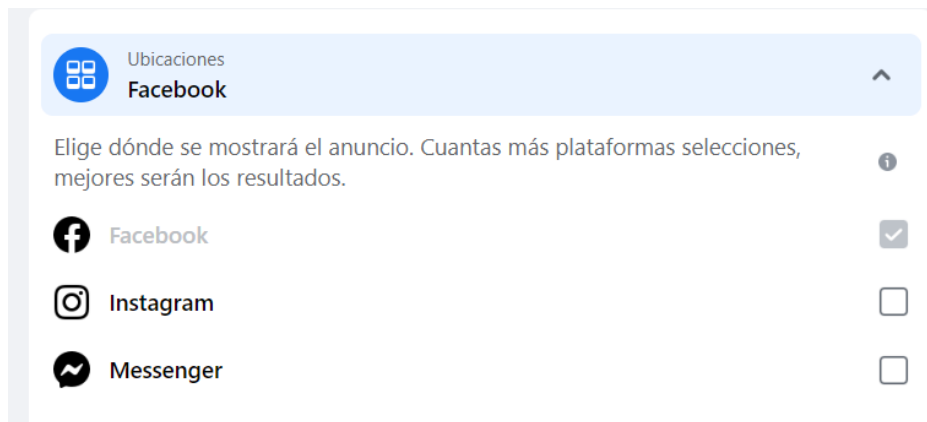 Ubicaciones
Facebook
Elige dónde se mostrará el anuncio. Cuantas más plataformas selecciones,
mejores serán los resultados.
Facebook
Instagram
Messenger